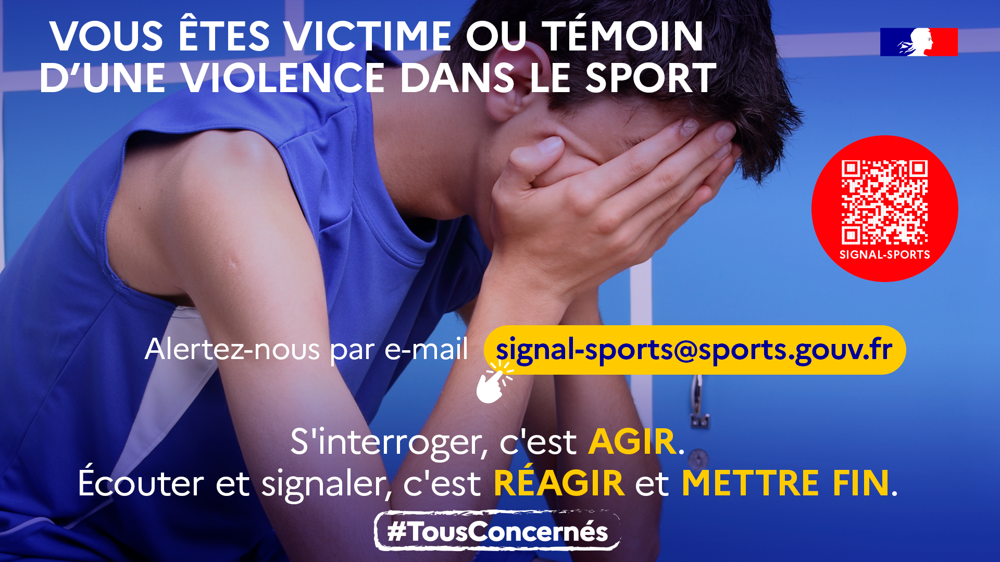 VOUS ÊTES VICTIME OU TÉMOIN
D’UNE VIOLENCE DANS LE SPORT
SIGNAL-SPORTS
Alertez-nous par e-mail signal-sports@sports.gouv.fr
S'interroger, c'est AGIR.
Écouter et signaler, c'est RÉAGIR et METTRE FIN.
#TousConcernés